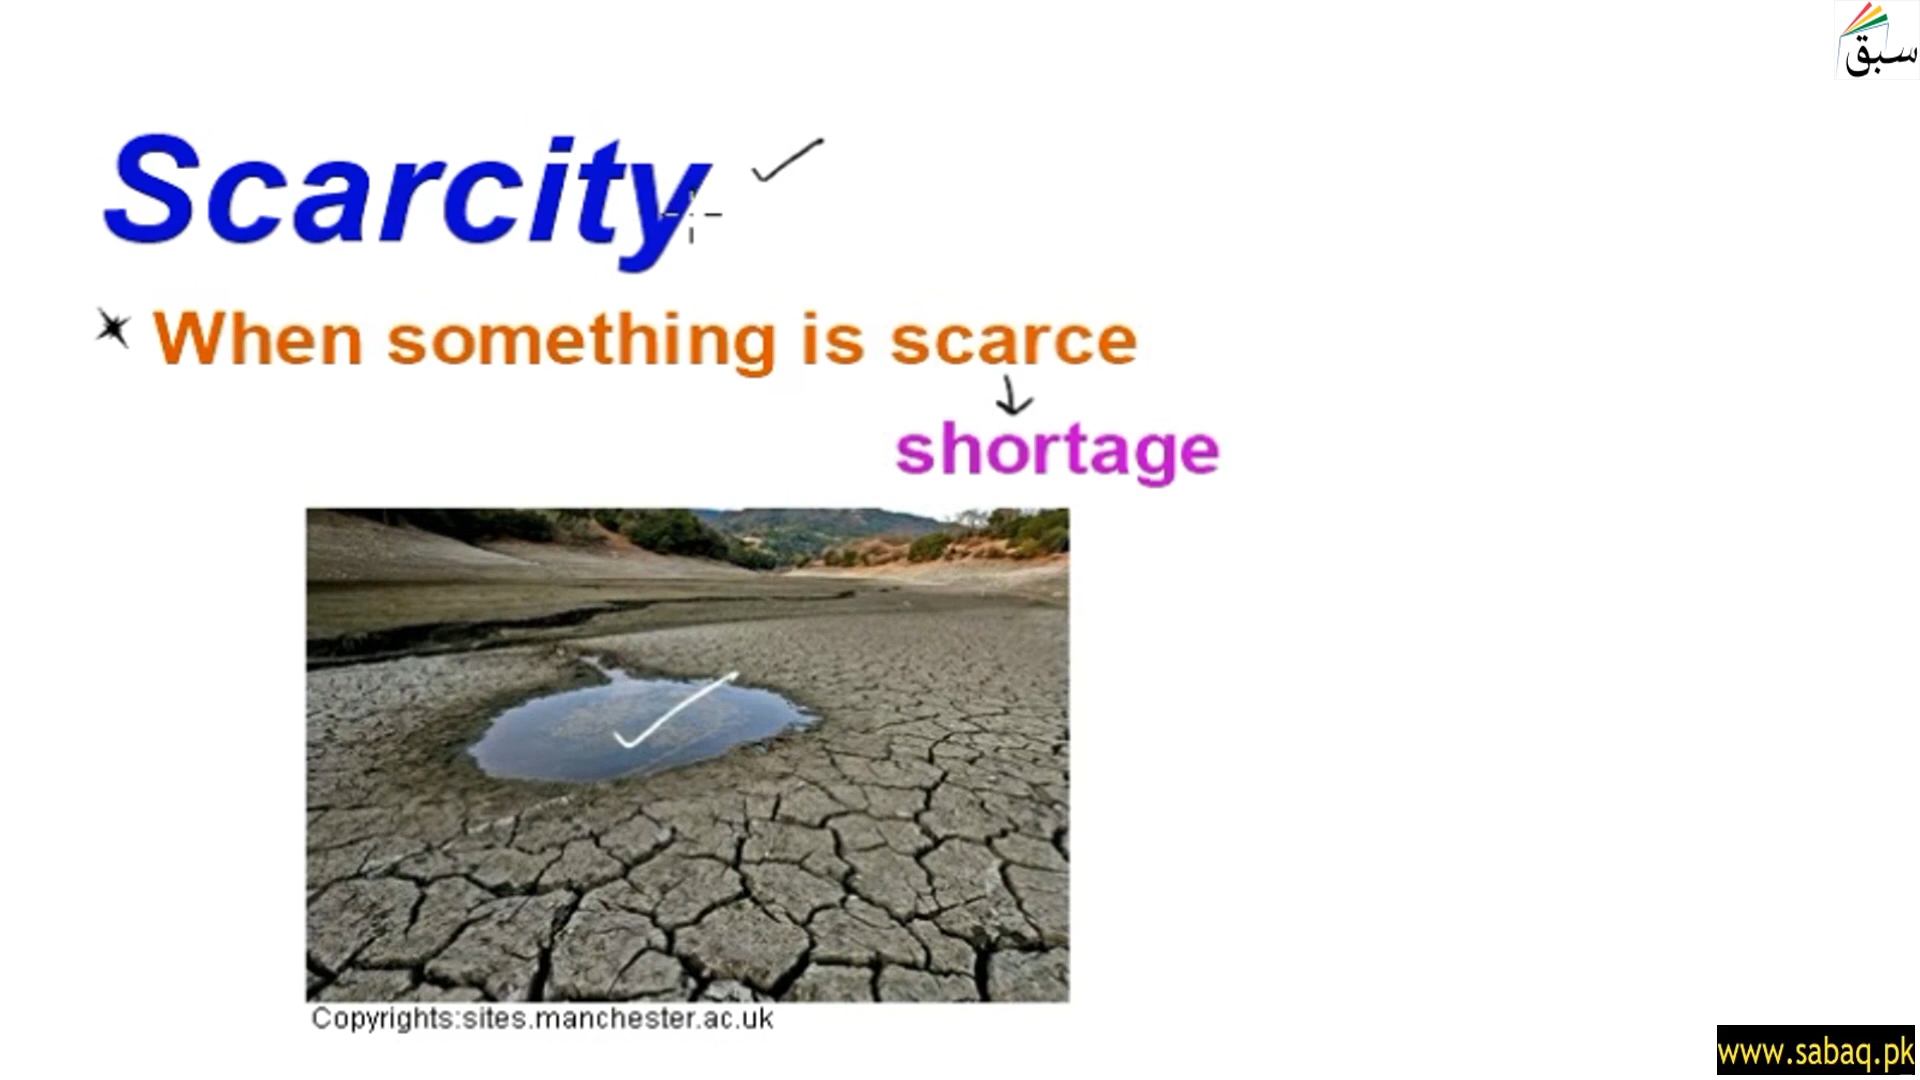 سبق
Scarcity
When something is scarce
shortage
Copyrights:sites.manchester.ac.uk
www.sabaq.pk